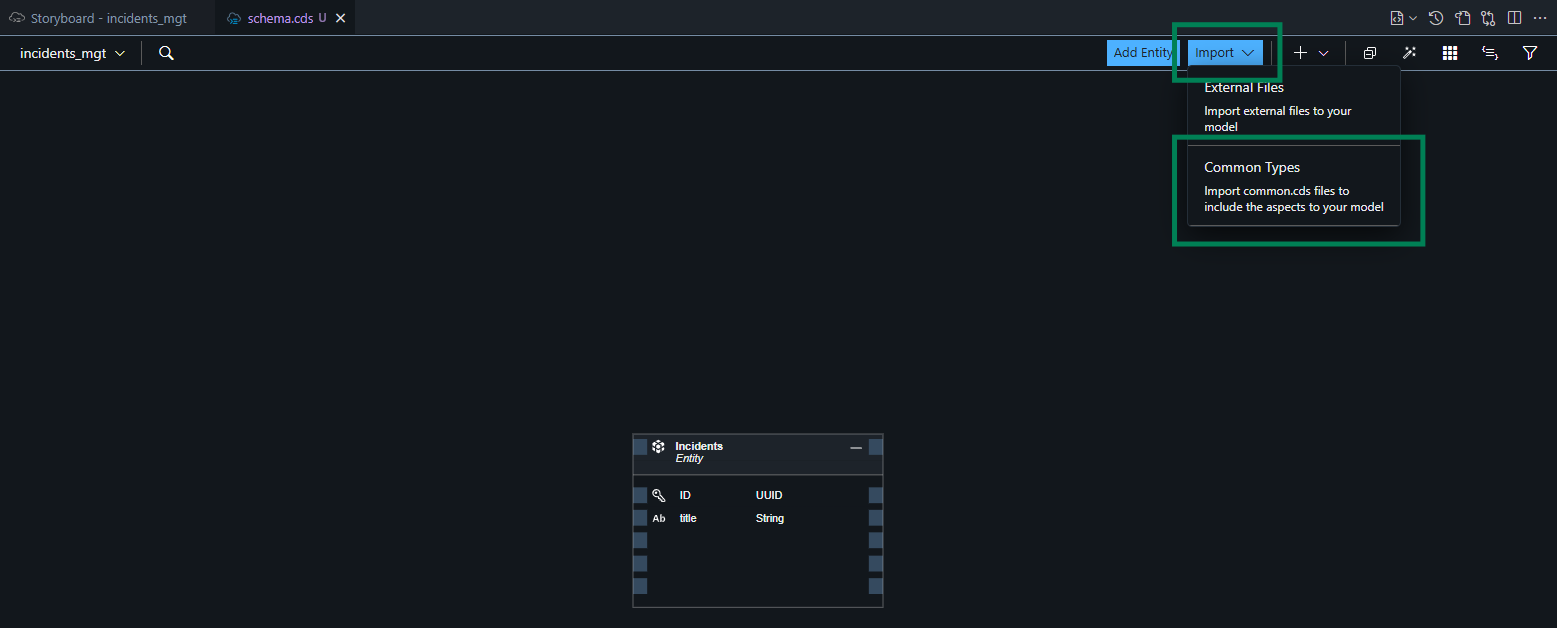 Storyboard - incidents_mgt
schema.cds U
incidents_mgt
Add Entity
Import
External Files
Import external files to your
model
Common Types
Import common.cds files to
include the aspects to your model
Incidents
Entity
ID UUID
Ab title String